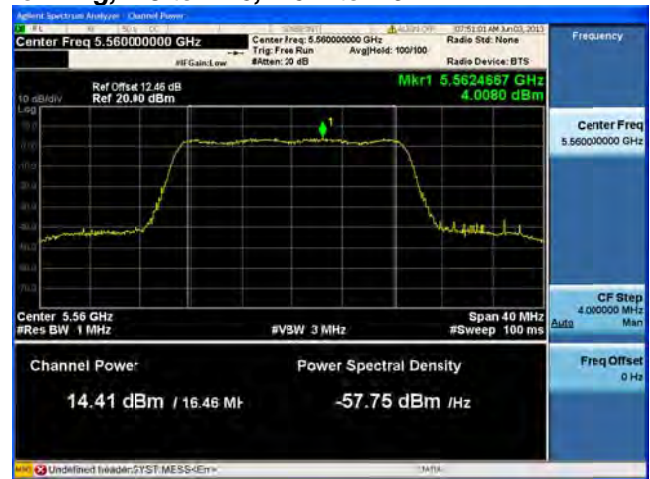 Agilent Spectrum Analyzer - Channel Power
07:51:01 AM Jun 03, 2013
Center Freq 5.560000000 GHz
Center Freq: 5.560000000 GHz
Radio Std: None
Trig: Free Run
Avg|Hold: 100/100
#IFGain:Low
#Atten: 20 dB
Radio Device: BTS
Frequency
Mkr1 5.5624667 GHz
4.0080 dBm
Ref Offset 12.46 dB
10 dB/div
Ref 20.00 dBm
Log
1
Center Freq
5.560000000 GHz
Center 5.56 GHz
Span 40 MHz
#Res BW 1 MHz
#VBW 3 MHz
#Sweep 100 ms
CF Step
4.000000 MHz
Auto Man
Channel Power
Power Spectral Density
14.41 dBm / 16.46 MH
-57.75 dBm /Hz
Freq Offset
0 Hz
Undefined header;SYST:MESS<Err>